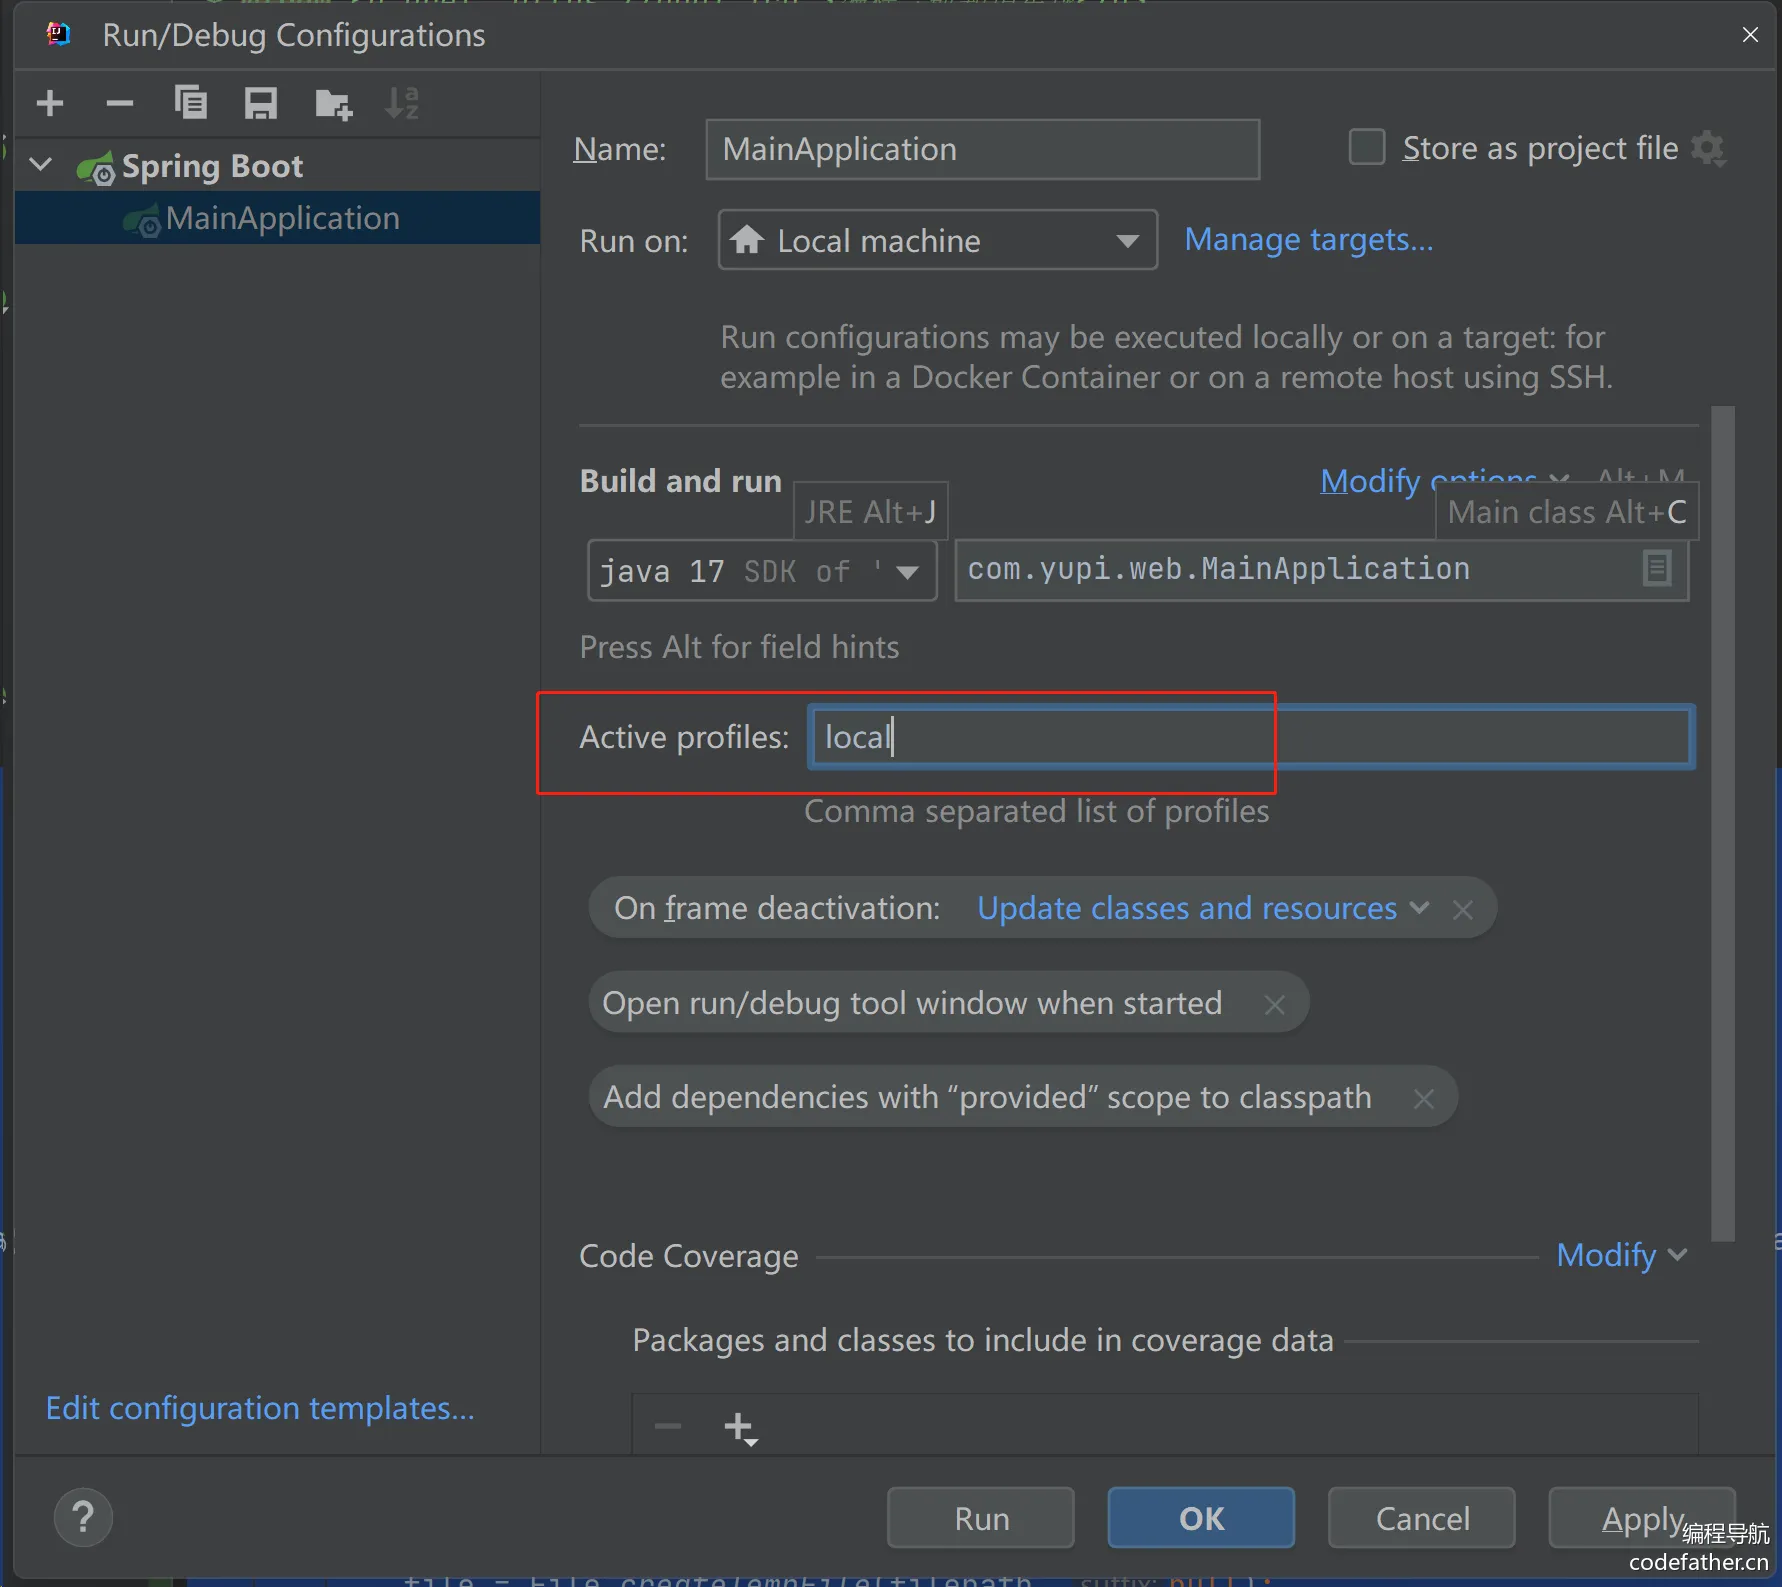 Run/Debug Configurations
Spring Boot
MainApplication
Name: MainApplication
Store as project file
Run on: Local machine
Manage targets...
Run configurations may be executed locally or on a target: for
example in a Docker Container or on a remote host using SSH.
Build and run
Modify options
Alt+M
JRE Alt+J
Main class Alt+C
java 17 SDK of '
com.yupi.web.MainApplication
Press Alt for field hints
Active profiles: local
Comma separated list of profiles
On frame deactivation: Update classes and resources
Open run/debug tool window when started
Add dependencies with “provided” scope to classpath
Code Coverage
Modify
Packages and classes to include in coverage data
Edit configuration templates...
?
Run
OK
Cancel
Apply
编程导航
codefather.cn